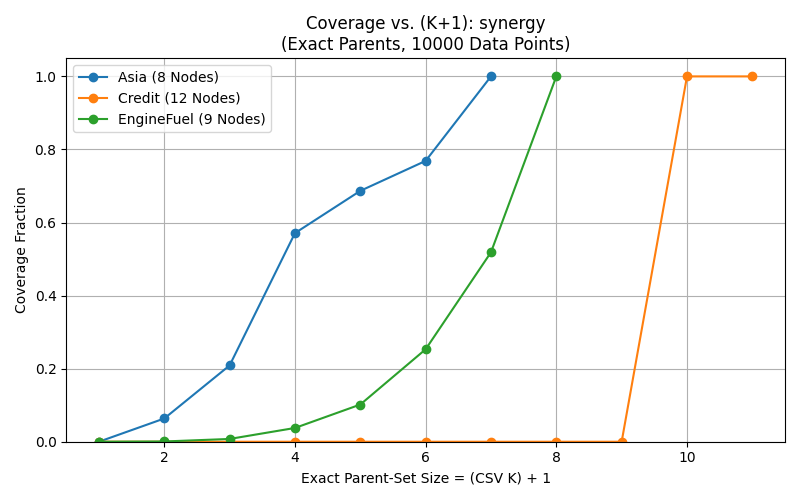 Coverage vs. (K+1): synergy
(Exact Parents, 10000 Data Points)
Asia (8 Nodes)
Credit (12 Nodes)
EngineFuel (9 Nodes)
Coverage Fraction
1.0
0.8
0.6
0.4
0.2
0.0
2
4
6
8
10
Exact Parent-Set Size = (CSV K) + 1